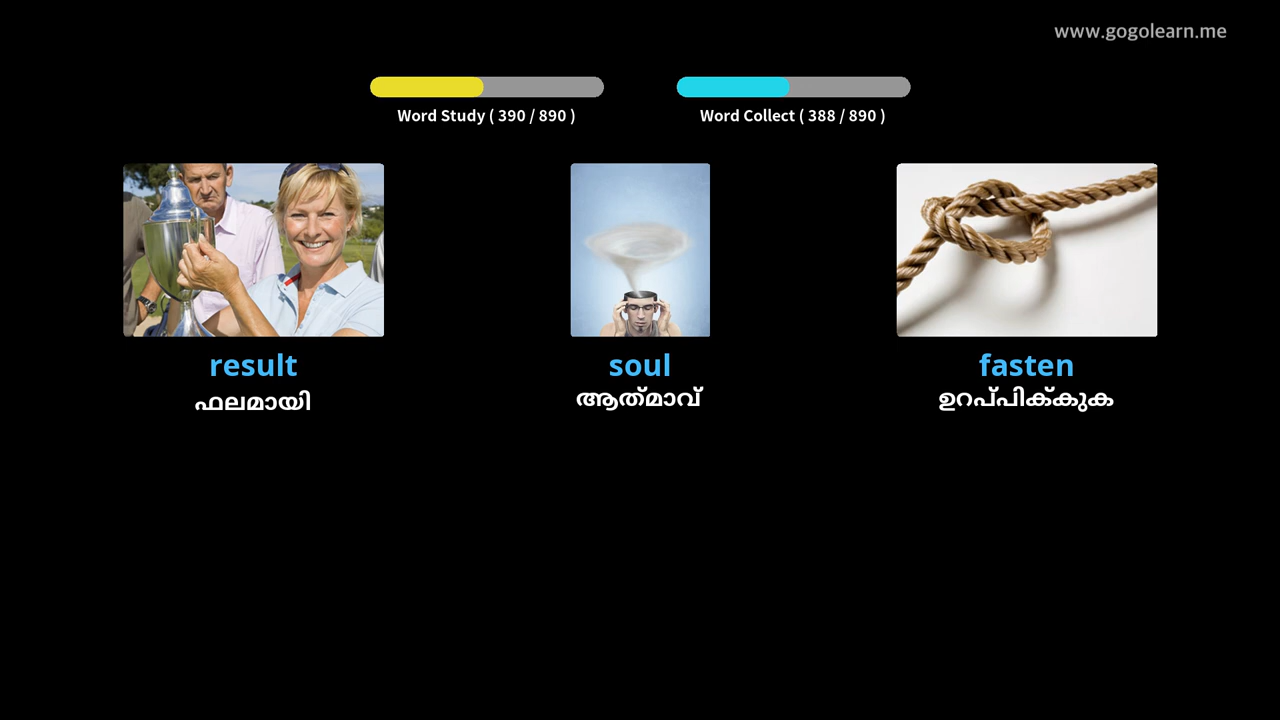 www.gogolearn.me
Word Study ( 390 / 890 )
Word Collect ( 388 / 890 )
result
ഫലമായി
soul
ആത്മാവ്
fasten
ഉറപ്പിക്കുക